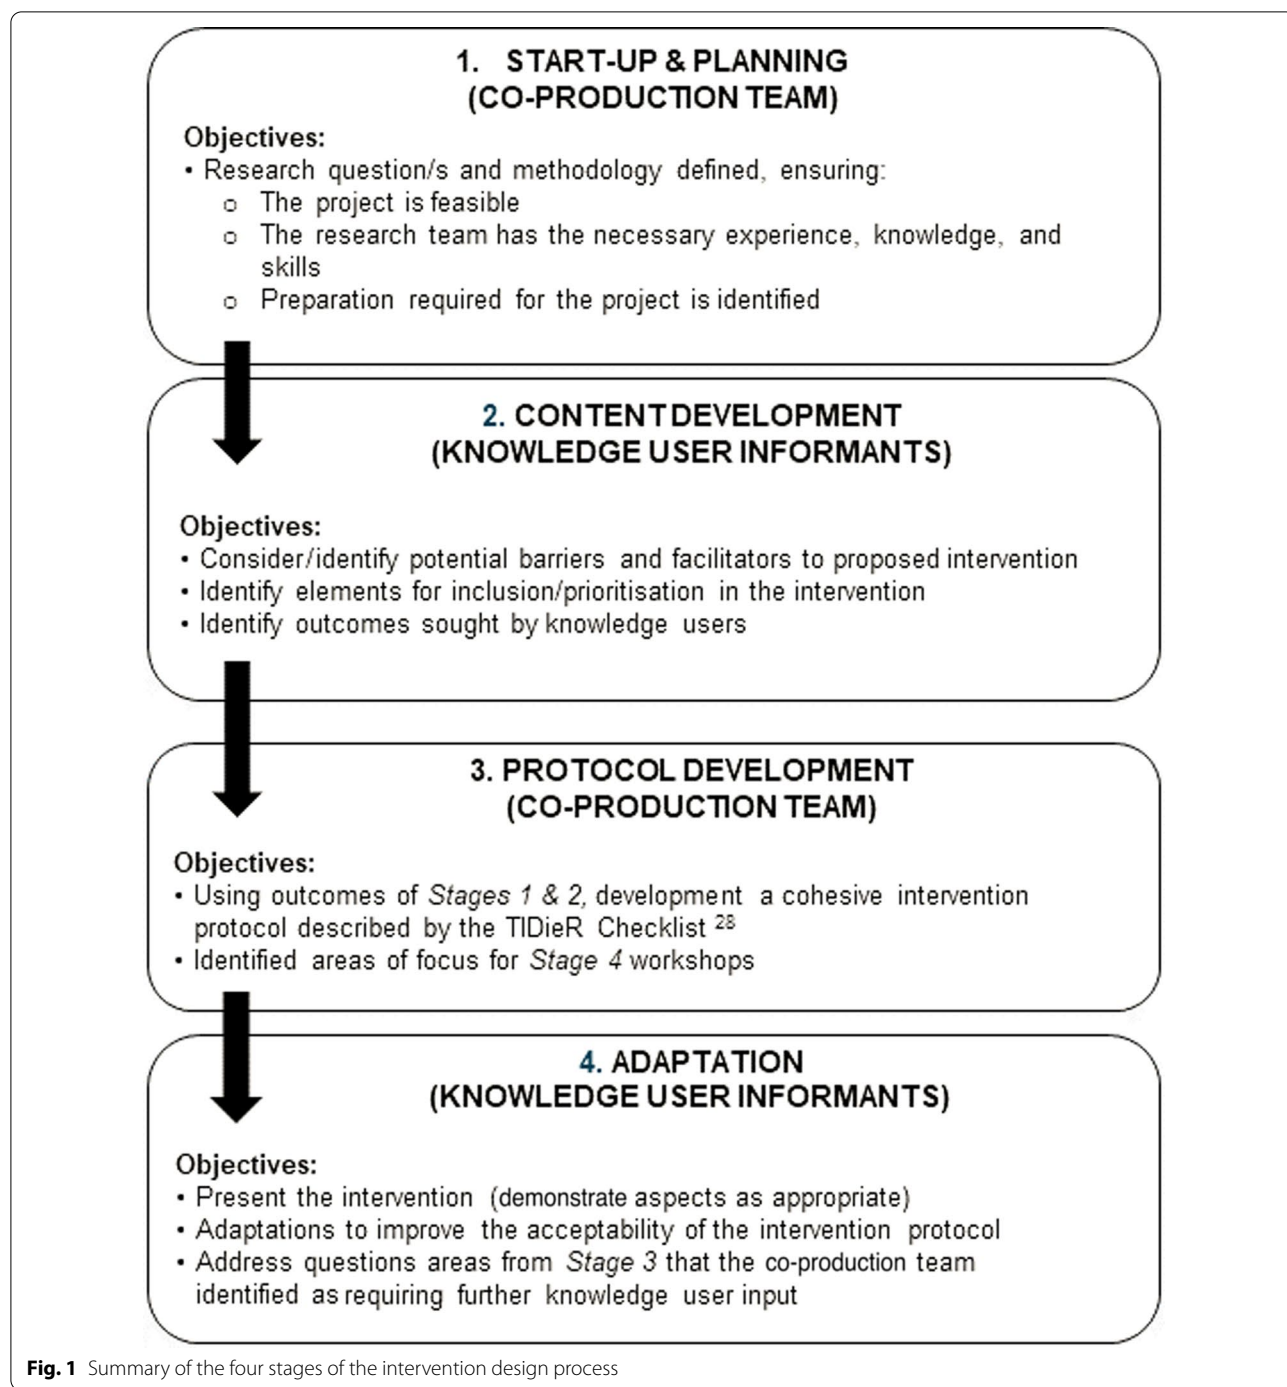 1. START-UP & PLANNING
(CO-PRODUCTION TEAM)
Objectives:
• Research question/s and methodology defined, ensuring:
o The project is feasible
o The research team has the necessary experience, knowledge, and
skills
o Preparation required for the project is identified
2. CONTENT DEVELOPMENT
(KNOWLEDGE USER INFORMANTS)
Objectives:
• Consider/identify potential barriers and facilitators to proposed intervention
• Identify elements for inclusion/prioritisation in the intervention
• Identify outcomes sought by knowledge users
3. PROTOCOL DEVELOPMENT
(CO-PRODUCTION TEAM)
Objectives:
• Using outcomes of Stages 1 & 2, development a cohesive intervention
protocol described by the TIDieR Checklist 28
• Identified areas of focus for Stage 4 workshops
4. ADAPTATION
(KNOWLEDGE USER INFORMANTS)
Objectives:
• Present the intervention (demonstrate aspects as appropriate)
• Adaptations to improve the acceptability of the intervention protocol
• Address questions areas from Stage 3 that the co-production team
identified as requiring further knowledge user input
Fig. 1 Summary of the four stages of the intervention design process